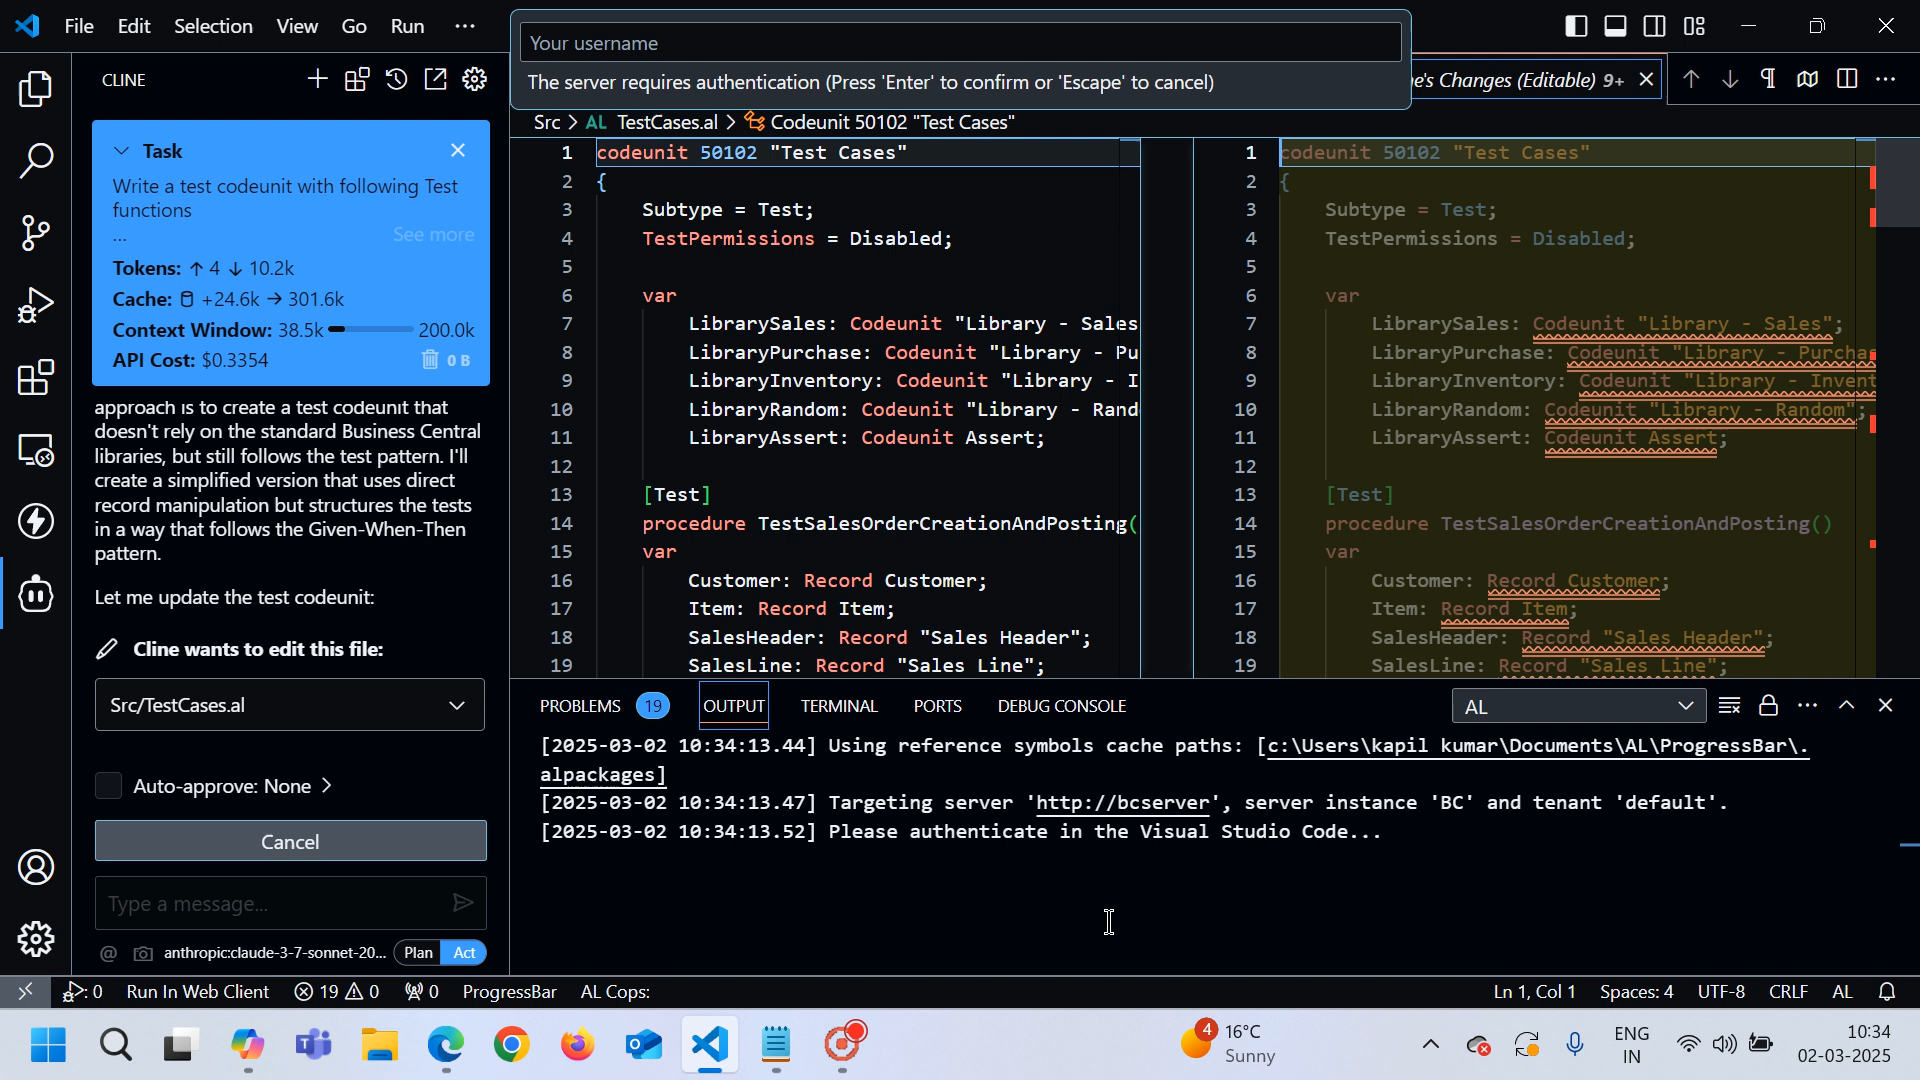 File Edit Selection View Go Run ...
Your username
The server requires authentication (Press 'Enter' to confirm or 'Escape' to cancel)
CLINE
e's Changes (Editable) 9+
Src > AL TestCases.al > Codeunit 50102 "Test Cases"
Task
Write a test codeunit with following Test
functions
...
See more
Tokens: ↑ 4 ↓ 10.2k
Cache: +24.6k → 301.6k
Context Window: 38.5k 200.0k
API Cost: $0.3354 0 B
approach is to create a test codeunit that
doesn't rely on the standard Business Central
libraries, but still follows the test pattern. I'll
create a simplified version that uses direct
record manipulation but structures the tests
in a way that follows the Given-When-Then
pattern.
Let me update the test codeunit:
Cline wants to edit this file:
Src/TestCases.al
Auto-approve: None >
Cancel
Type a message...
@ anthropic:claude-3-7-sonnet-20... Plan Act
1 codeunit 50102 "Test Cases"
2 {
3 Subtype = Test;
4 TestPermissions = Disabled;
5
6 var
7 LibrarySales: Codeunit "Library - Sales
8 LibraryPurchase: Codeunit "Library - Pu
9 LibraryInventory: Codeunit "Library - I
10 LibraryRandom: Codeunit "Library - Rand
11 LibraryAssert: Codeunit Assert;
12
13 [Test]
14 procedure TestSalesOrderCreationAndPosting(
15 var
16 Customer: Record Customer;
17 Item: Record Item;
18 SalesHeader: Record "Sales Header";
19 SalesLine: Record "Sales Line";
1 codeunit 50102 "Test Cases"
2 {
3 Subtype = Test;
4 TestPermissions = Disabled;
5
6 var
7 LibrarySales: Codeunit "Library - Sales";
8 LibraryPurchase: Codeunit "Library - Purchas
9 LibraryInventory: Codeunit "Library - Invent
10 LibraryRandom: Codeunit "Library - Random";
11 LibraryAssert: Codeunit Assert;
12
13 [Test]
14 procedure TestSalesOrderCreationAndPosting()
15 var
16 Customer: Record Customer;
17 Item: Record Item;
18 SalesHeader: Record "Sales Header";
19 SalesLine: Record "Sales Line";
PROBLEMS 19 OUTPUT TERMINAL PORTS DEBUG CONSOLE
AL
[2025-03-02 10:34:13.44] Using reference symbols cache paths: [c:\Users\kapil kumar\Documents\AL\ProgressBar\.
alpackages]
[2025-03-02 10:34:13.47] Targeting server 'http://bcserver', server instance 'BC' and tenant 'default'.
[2025-03-02 10:34:13.52] Please authenticate in the Visual Studio Code...
0 Run In Web Client 19 0 0 ProgressBar AL Cops:
Ln 1, Col 1 Spaces: 4 UTF-8 CRLF AL
4 16°C
Sunny
ENG
IN
10:34
02-03-2025